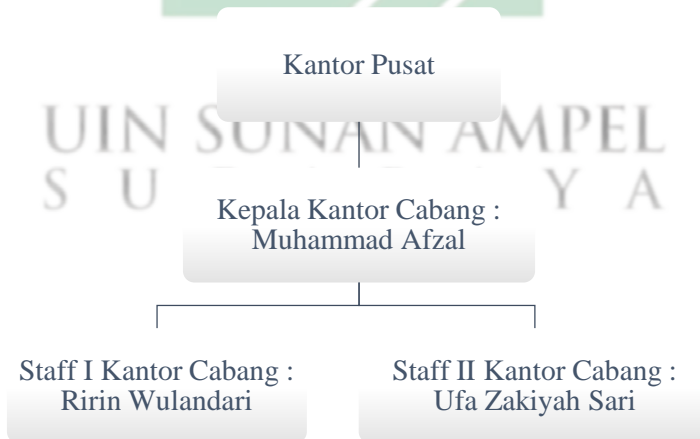 Kantor Pusat
UIN SUNAN AMPEL
S U Y A
Kepala Kantor Cabang :
Muhammad Afzal
Staff I Kantor Cabang :
Ririn Wulandari
Staff II Kantor Cabang :
Ufa Zakiyah Sari